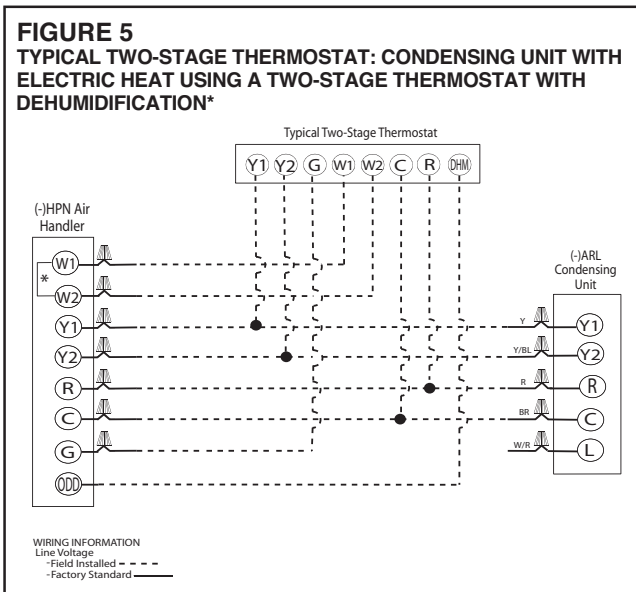 FIGURE 5
TYPICAL TWO-STAGE THERMOSTAT: CONDENSING UNIT WITH
ELECTRIC HEAT USING A TWO-STAGE THERMOSTAT WITH
DEHUMIDIFICATION*
Typical Two-Stage Thermostat
Y1 Y2 G W1 W2 C R DHM
(-)HPN Air
Handler
(-)ARL
Condensing
Unit
W1
*
W2
Y1 Y Y1
Y2 Y/BL Y2
R R R
C BR C
G W/R L
ODD
WIRING INFORMATION
Line Voltage
-Field Installed
-Factory Standard